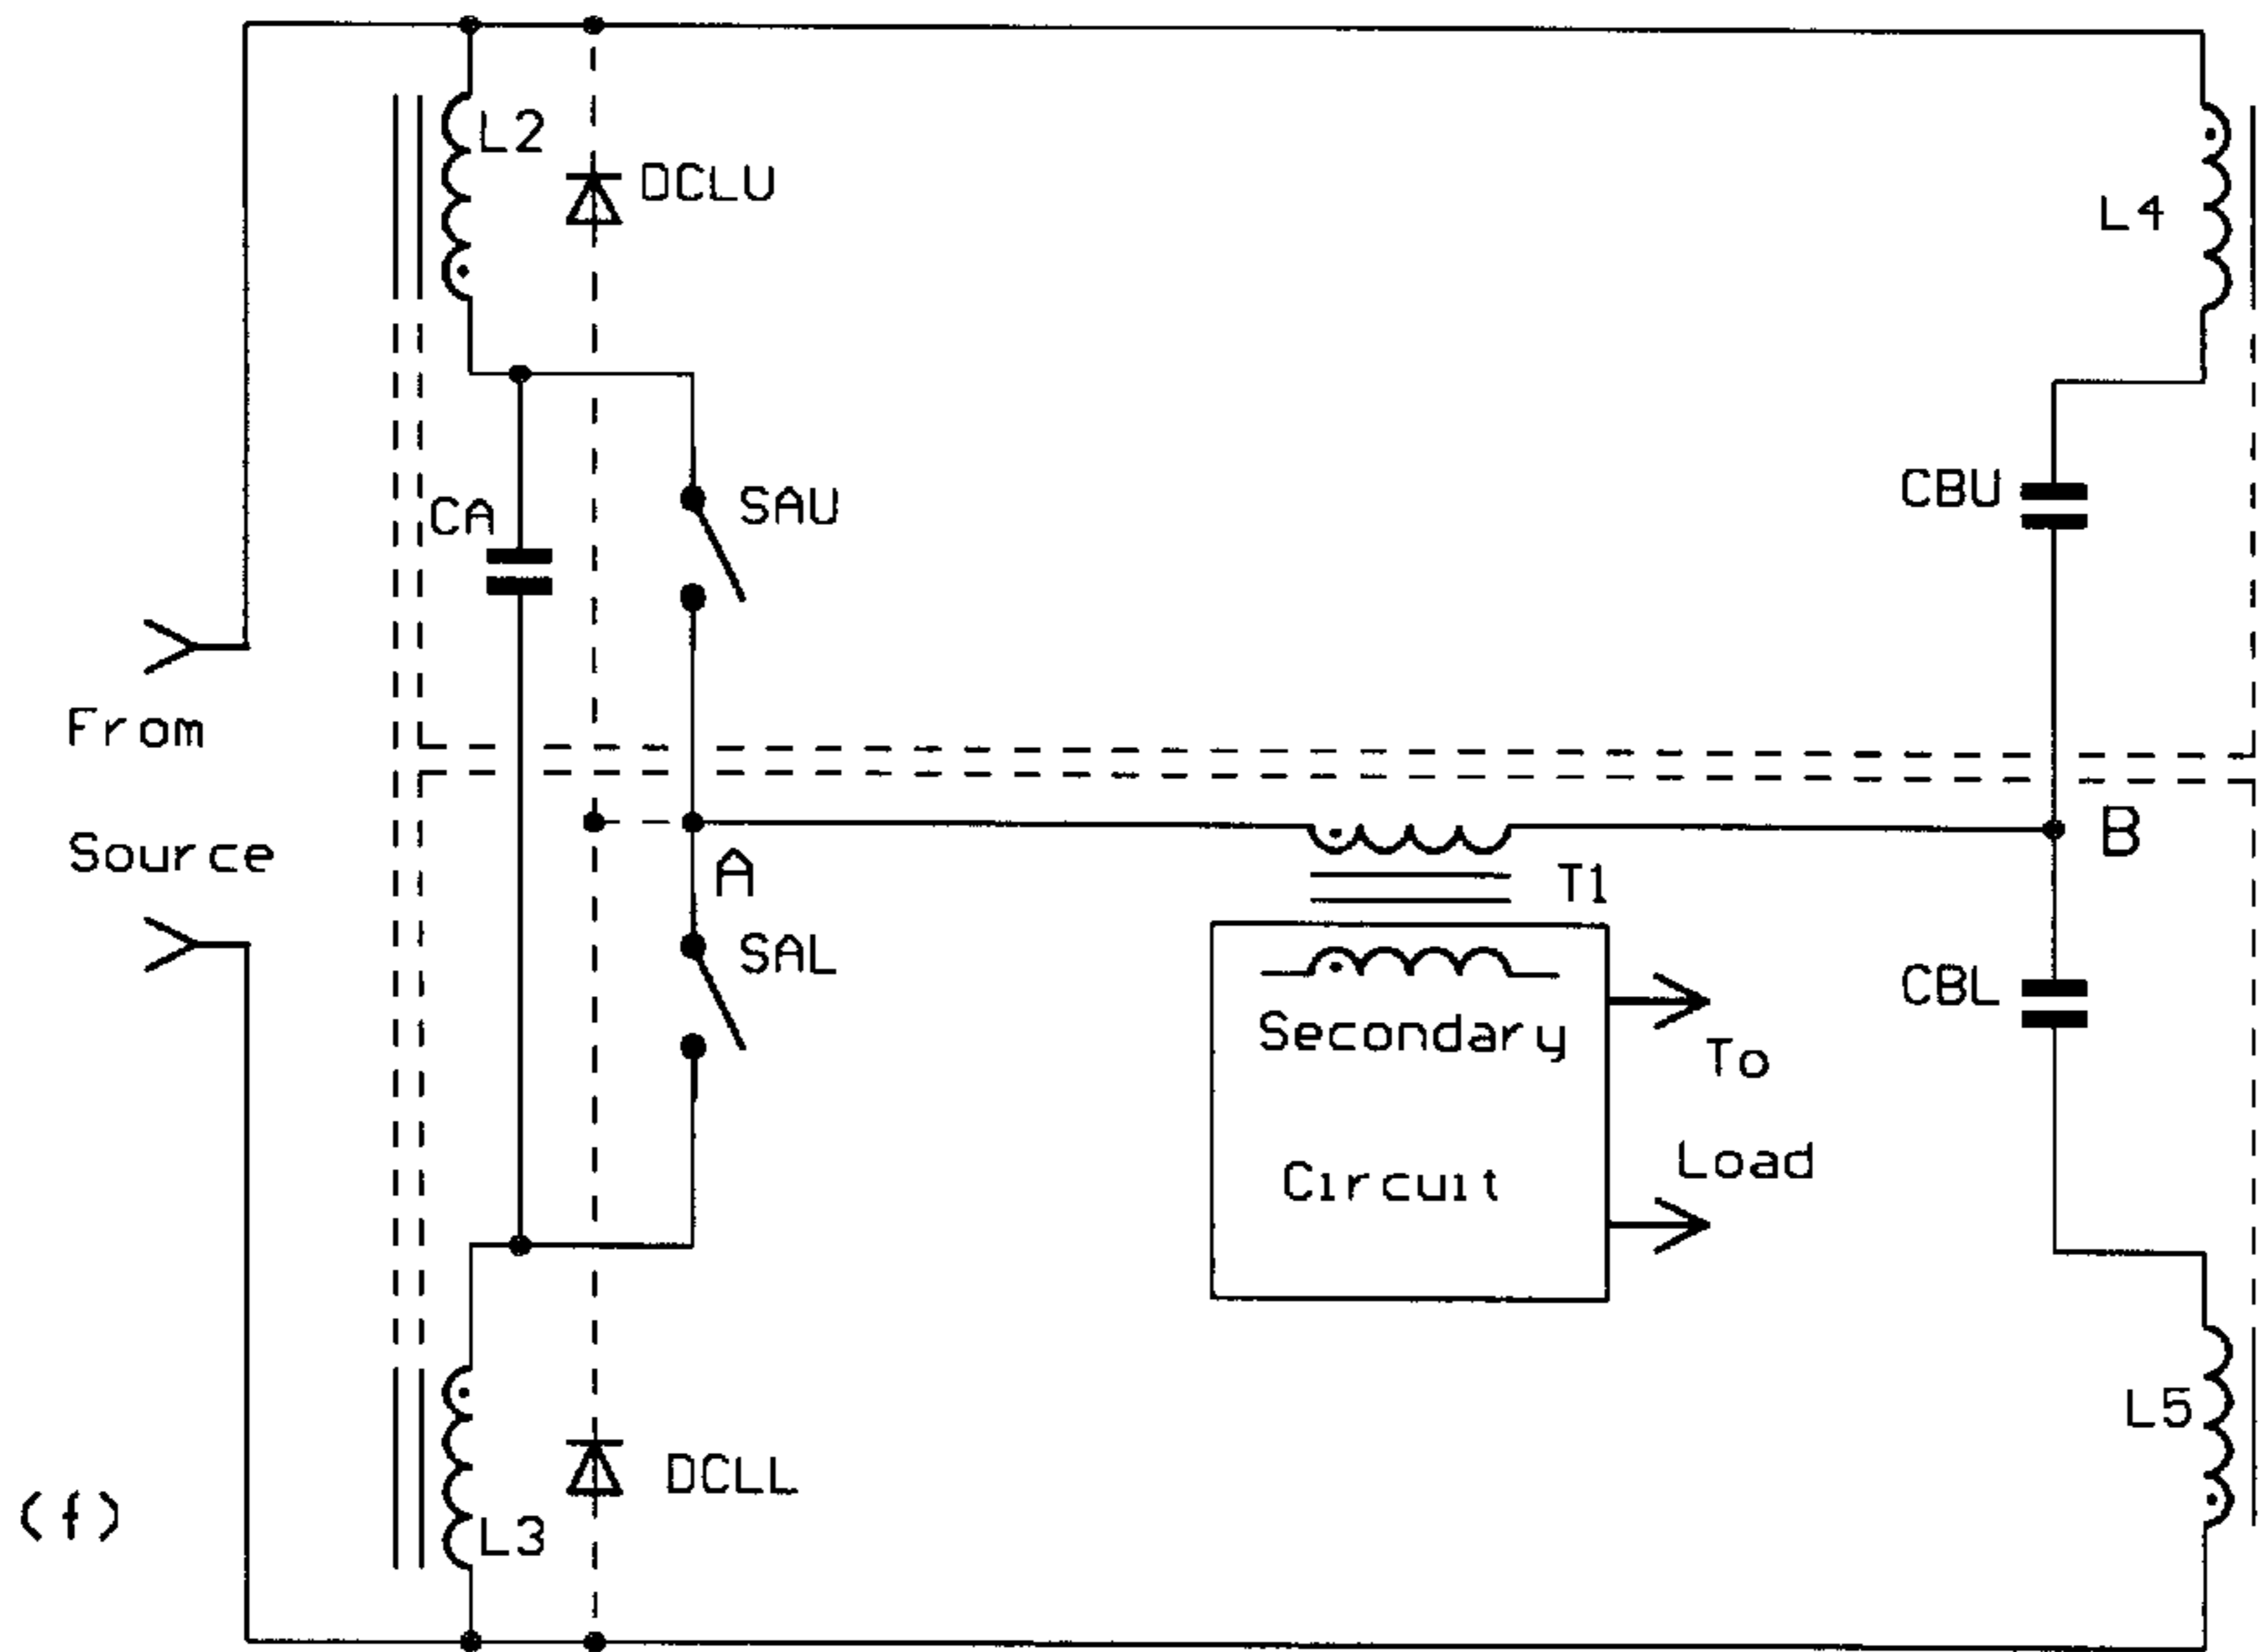 L2
DCLU
L4
CA
SAU
CBU
From
Source
A
B
T1
SAL
CBL
Secondary
Circuit
To
Load
L5
DCLL
L3
(f)